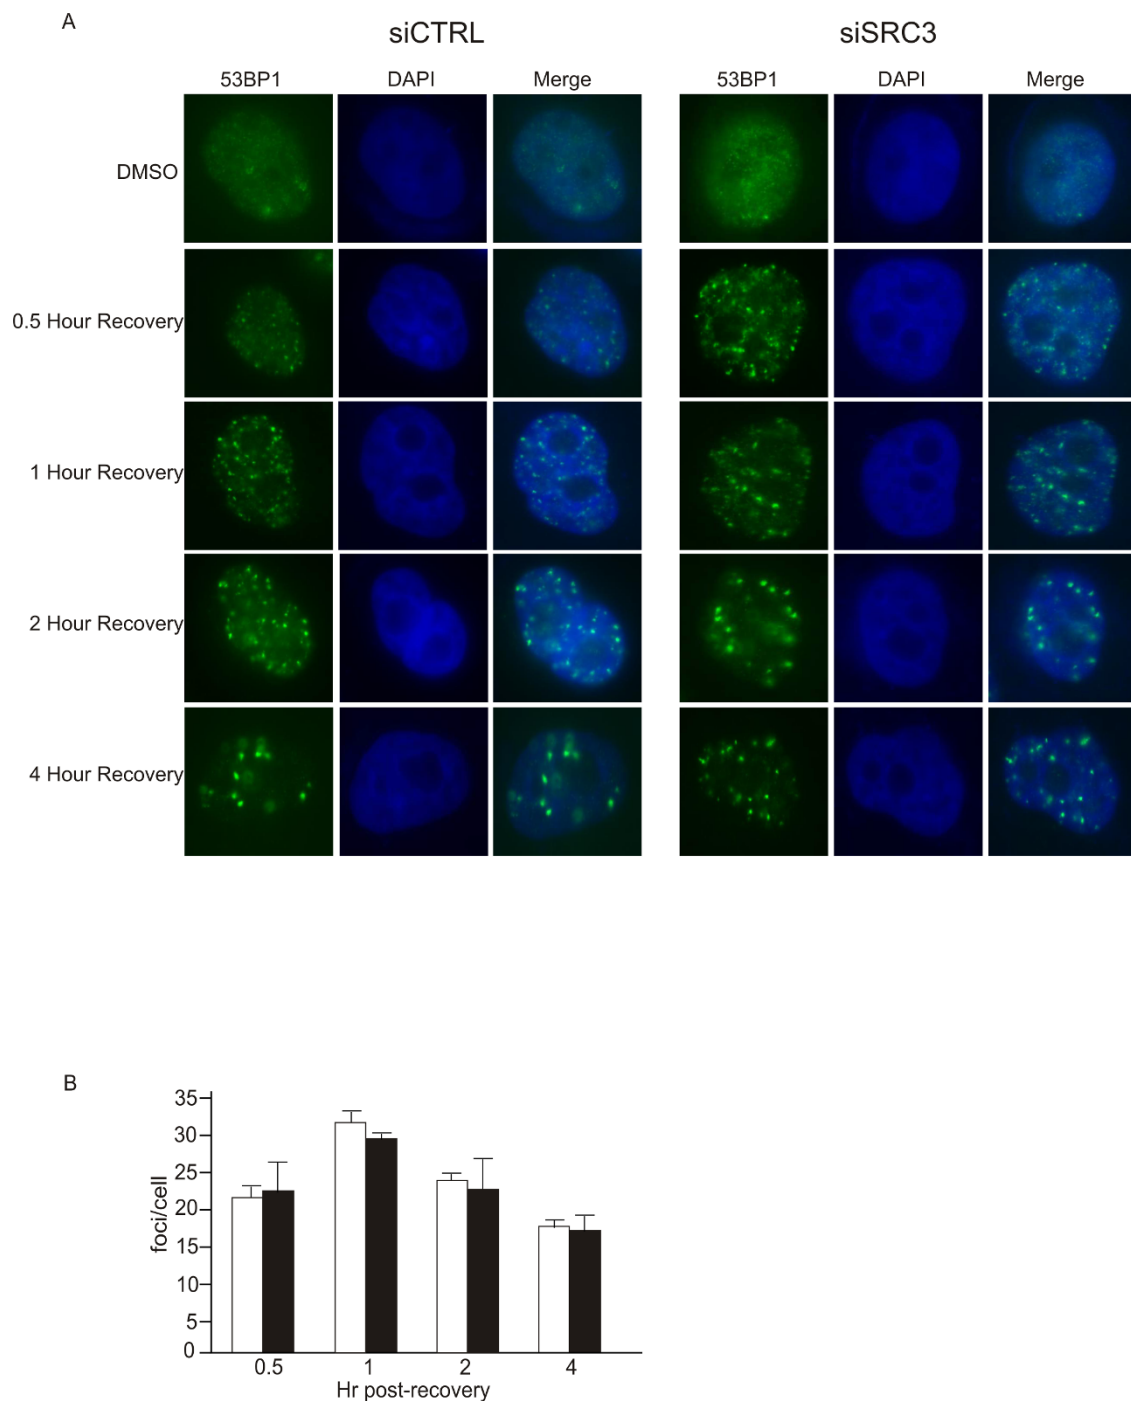 A
siCTRL siSRC3
53BP1 DAPI Merge 53BP1 DAPI Merge
DMSO
0.5 Hour Recovery
1 Hour Recovery
2 Hour Recovery
4 Hour Recovery
B
35
30
25
20
15
10
5
0
foci/cell
0.5 1 2 4
Hr post-recovery